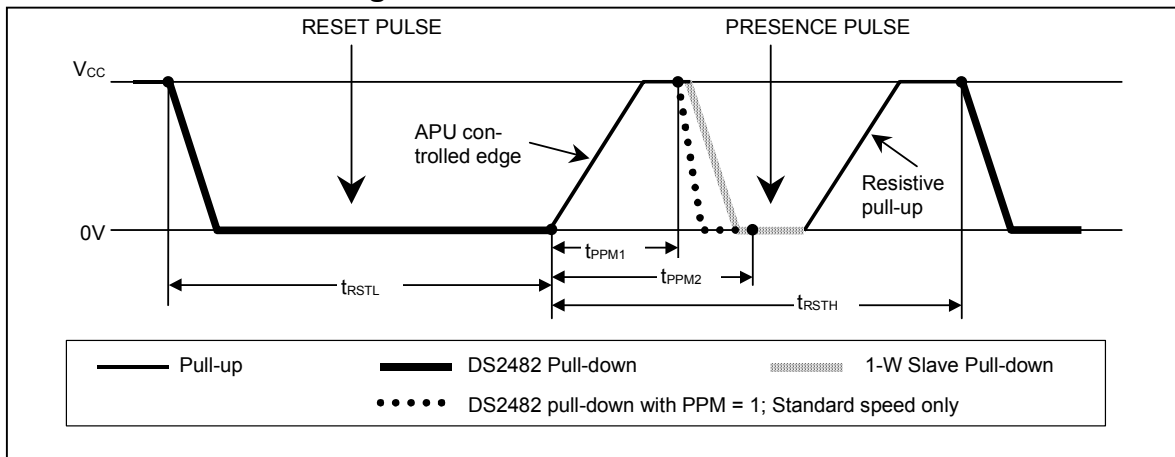 RESET PULSE
PRESENCE PULSE
VCC
APU con-
trolled edge
Resistive
pull-up
0V
tPPM1
tPPM2
tRSTL
tRSTH
Pull-up
DS2482 Pull-down
1-W Slave Pull-down
DS2482 pull-down with PPM = 1; Standard speed only